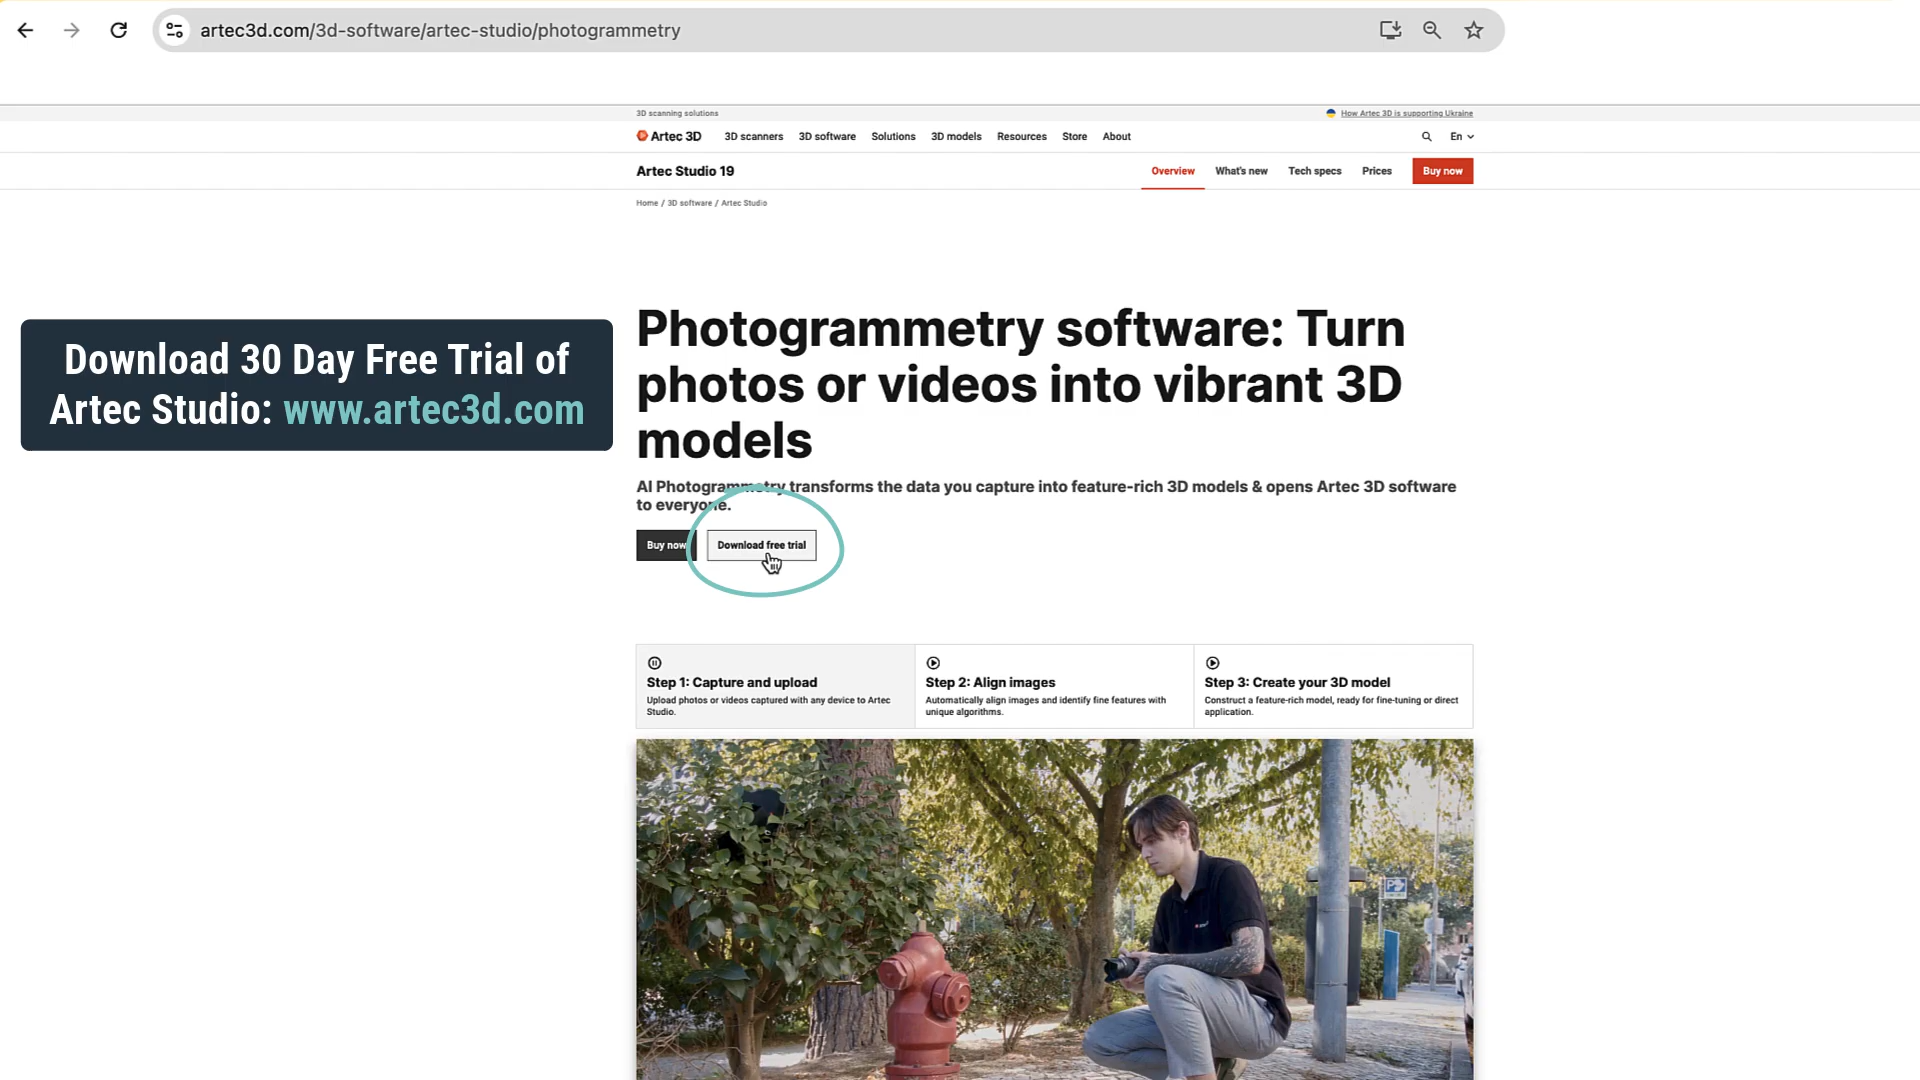 artec3d.com/3d-software/artec-studio/photogrammetry
3D scanning solutions
How Artec 3D is supporting Ukraine
Artec 3D
3D scanners
3D software
Solutions
3D models
Resources
Store
About
En
Artec Studio 19
Overview
What's new
Tech specs
Prices
Buy now
Home / 3D software / Artec Studio
Download 30 Day Free Trial of
Artec Studio: www.artec3d.com
Photogrammetry software: Turn
photos or videos into vibrant 3D
models
AI Photogrammetry transforms the data you capture into feature-rich 3D models & opens Artec 3D software
to everyone.
Buy now
Download free trial
Step 1: Capture and upload
Upload photos or videos captured with any device to Artec
Studio.
Step 2: Align images
Automatically align images and identify fine features with
unique algorithms.
Step 3: Create your 3D model
Construct a feature-rich model, ready for fine-tuning or direct
application.